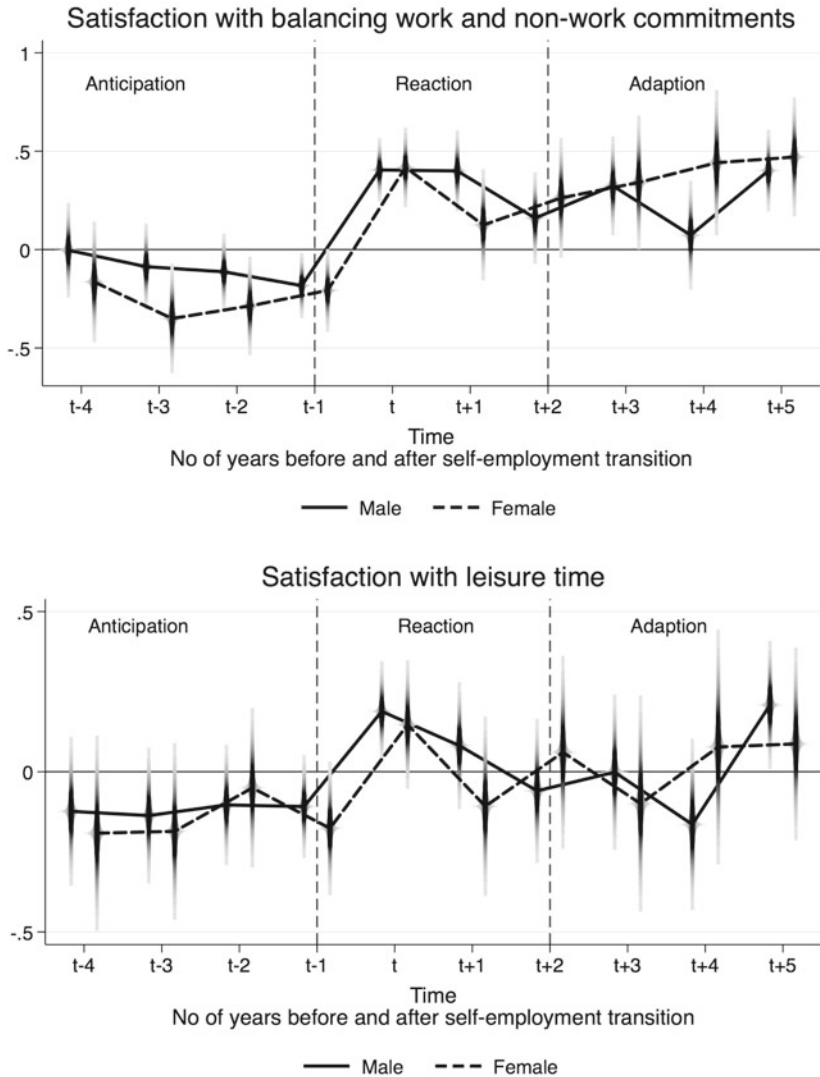 Satisfaction with balancing work and non-work commitments
1
Anticipation Reaction Adaption
.5
0
-.5
t-4 t-3 t-2 t-1 t t+1 t+2 t+3 t+4 t+5
Time
No of years before and after self-employment transition
Male Female
Satisfaction with leisure time
.5
Anticipation Reaction Adaption
0
-.5
t-4 t-3 t-2 t-1 t t+1 t+2 t+3 t+4 t+5
Time
No of years before and after self-employment transition
Male Female